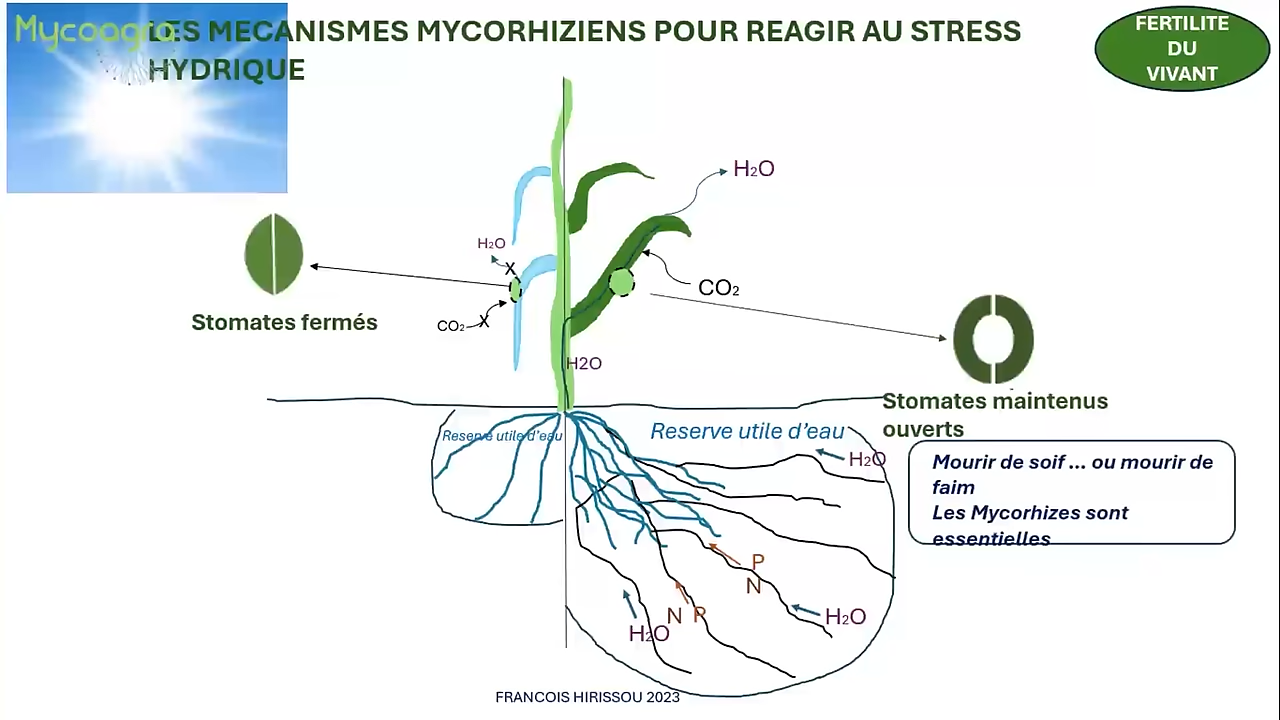 Mycoagra
LES MECANISMES MYCORHIZIENS POUR REAGIR AU STRESS
HYDRIQUE
FERTILITE
DU
VIVANT
H₂O
H₂O
X
CO₂
X
CO₂
Stomates fermés
H2O
Stomates maintenus
ouverts
Reserve utile d'eau
Reserve utile d'eau
H₂O
Mourir de soif ... ou mourir de
faim
Les Mycorhizes sont
essentielles
P
N
N P
H₂O
H₂O
FRANCOIS HIRISSOU 2023